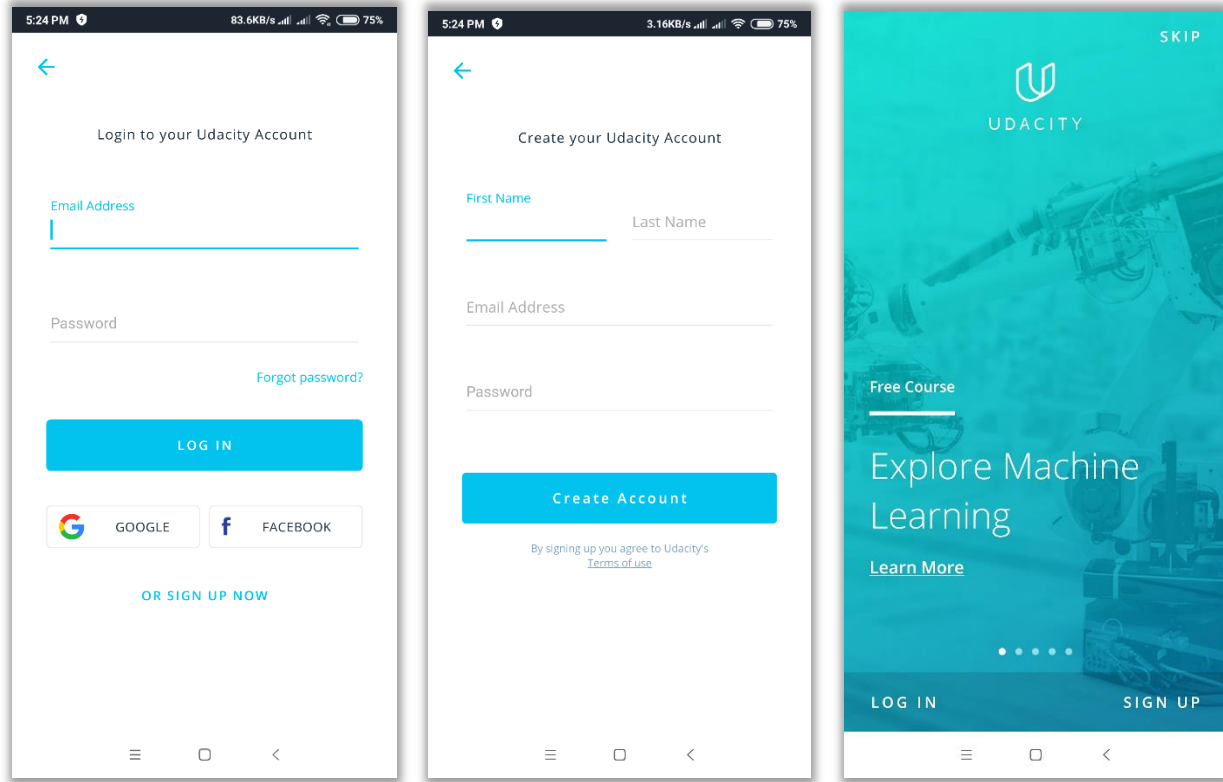 5:24 PM 83.6KB/s 75%
Login to your Udacity Account
Email Address
Password
Forgot password?
LOG IN
GOOGLE
FACEBOOK
OR SIGN UP NOW
5:24 PM 3.16KB/s 75%
Create your Udacity Account
First Name
Last Name
Email Address
Password
Create Account
By signing up you agree to Udacity's
Terms of use
SKIP
UDACITY
Free Course
Explore Machine
Learning
Learn More
LOG IN
SIGN UP